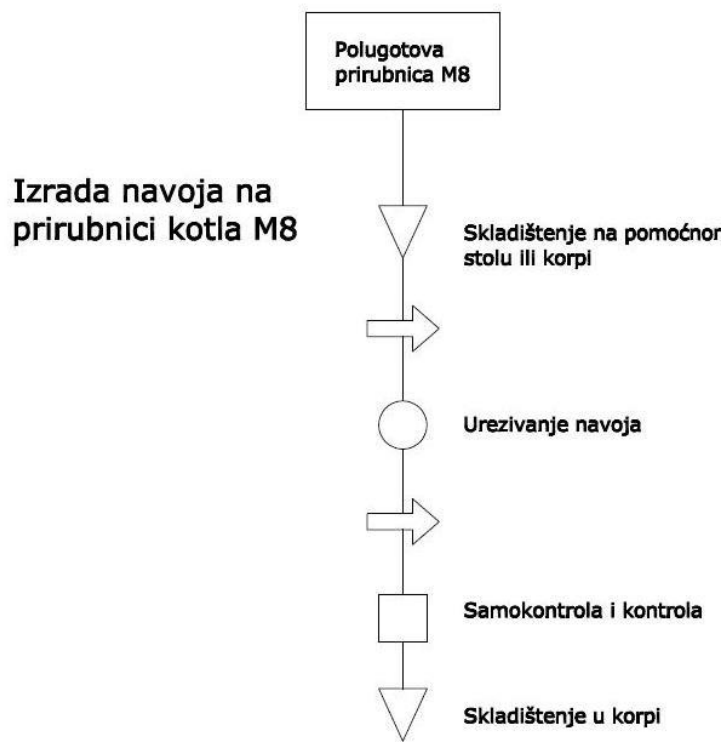 Polugotova
prirubnica M8
Izrada navoja na
prirubnici kotla M8
Skladištenje na pomoćnom
stolu ili korpi
Urezivanje navoja
Samokontrola i kontrola
Skladištenje u korpi